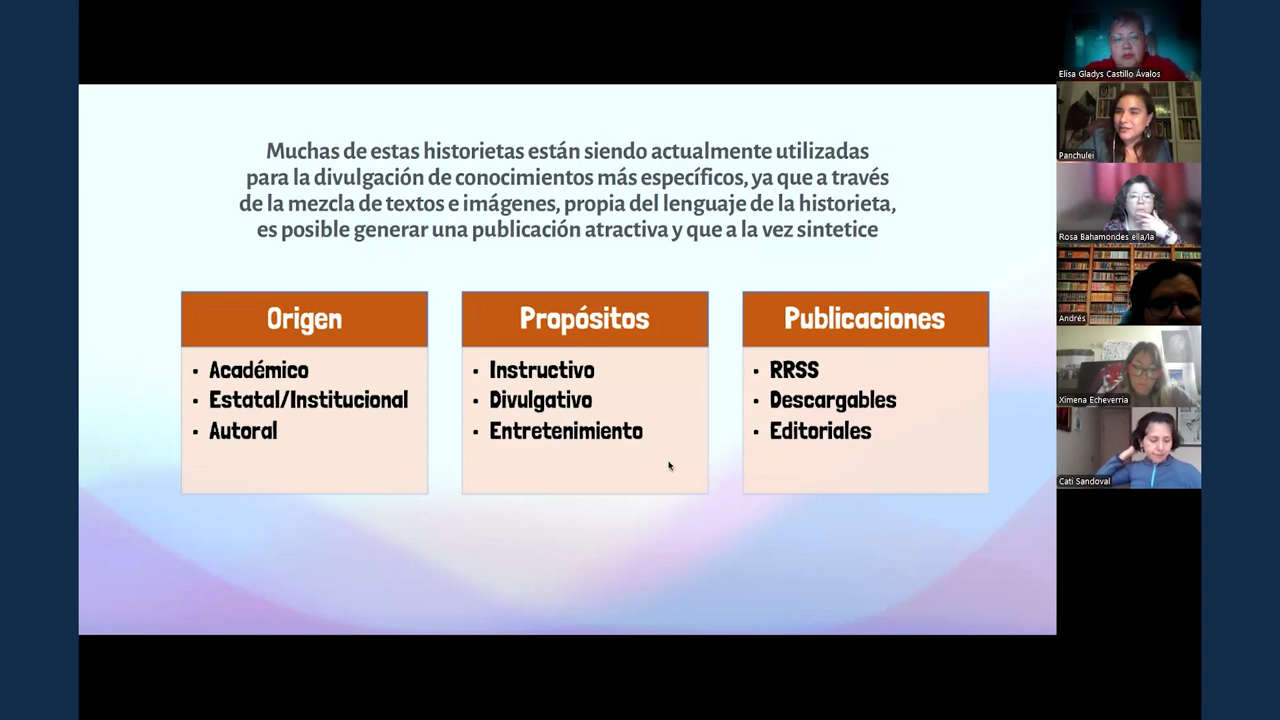 Muchas de estas historietas están siendo actualmente utilizadas
para la divulgación de conocimientos más específicos, ya que a través
de la mezcla de textos e imágenes, propia del lenguaje de la historieta,
es posible generar una publicación atractiva y que a la vez sintetice
Origen
• Académico
• Estatal/Institucional
• Autoral
Propósitos
• Instructivo
• Divulgativo
• Entretenimiento
Publicaciones
• RRSS
• Descargables
• Editoriales
Elisa Gladys Castillo Ávalos
Panchulei
Rosa Bahamondes ella/la
Andrés
Ximena Echeverria
Cati Sandoval